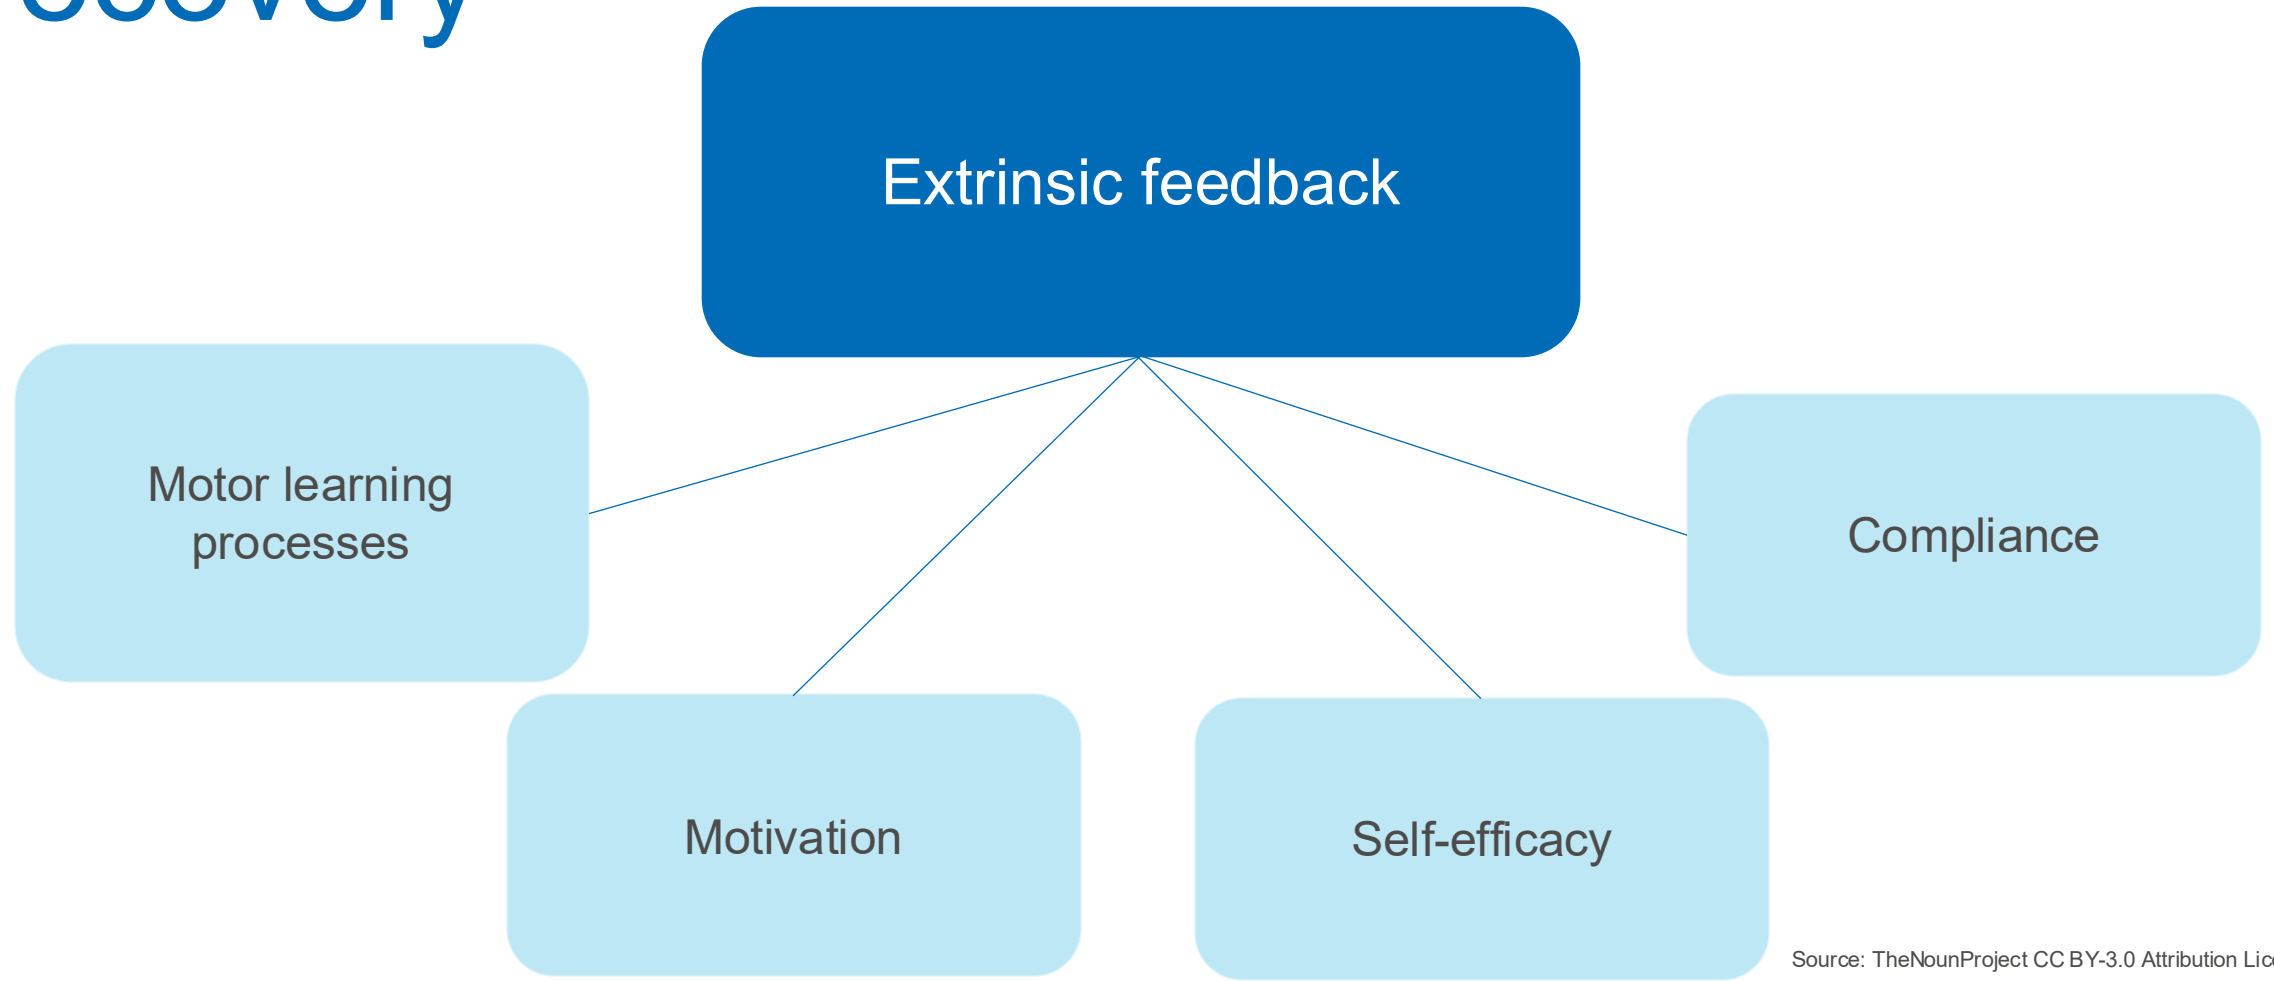 Extrinsic feedback
Motor learning
processes
Compliance
Motivation
Self-efficacy
Source: TheNounProject CC BY-3.0 Attribution